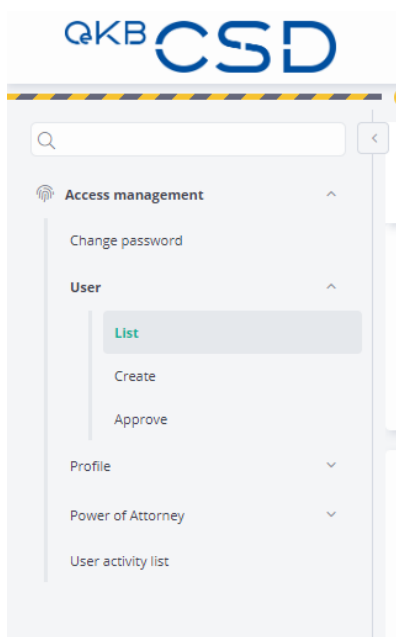 OeKB CSD
Access management
Change password
User
List
Create
Approve
Profile
Power of Attorney
User activity list